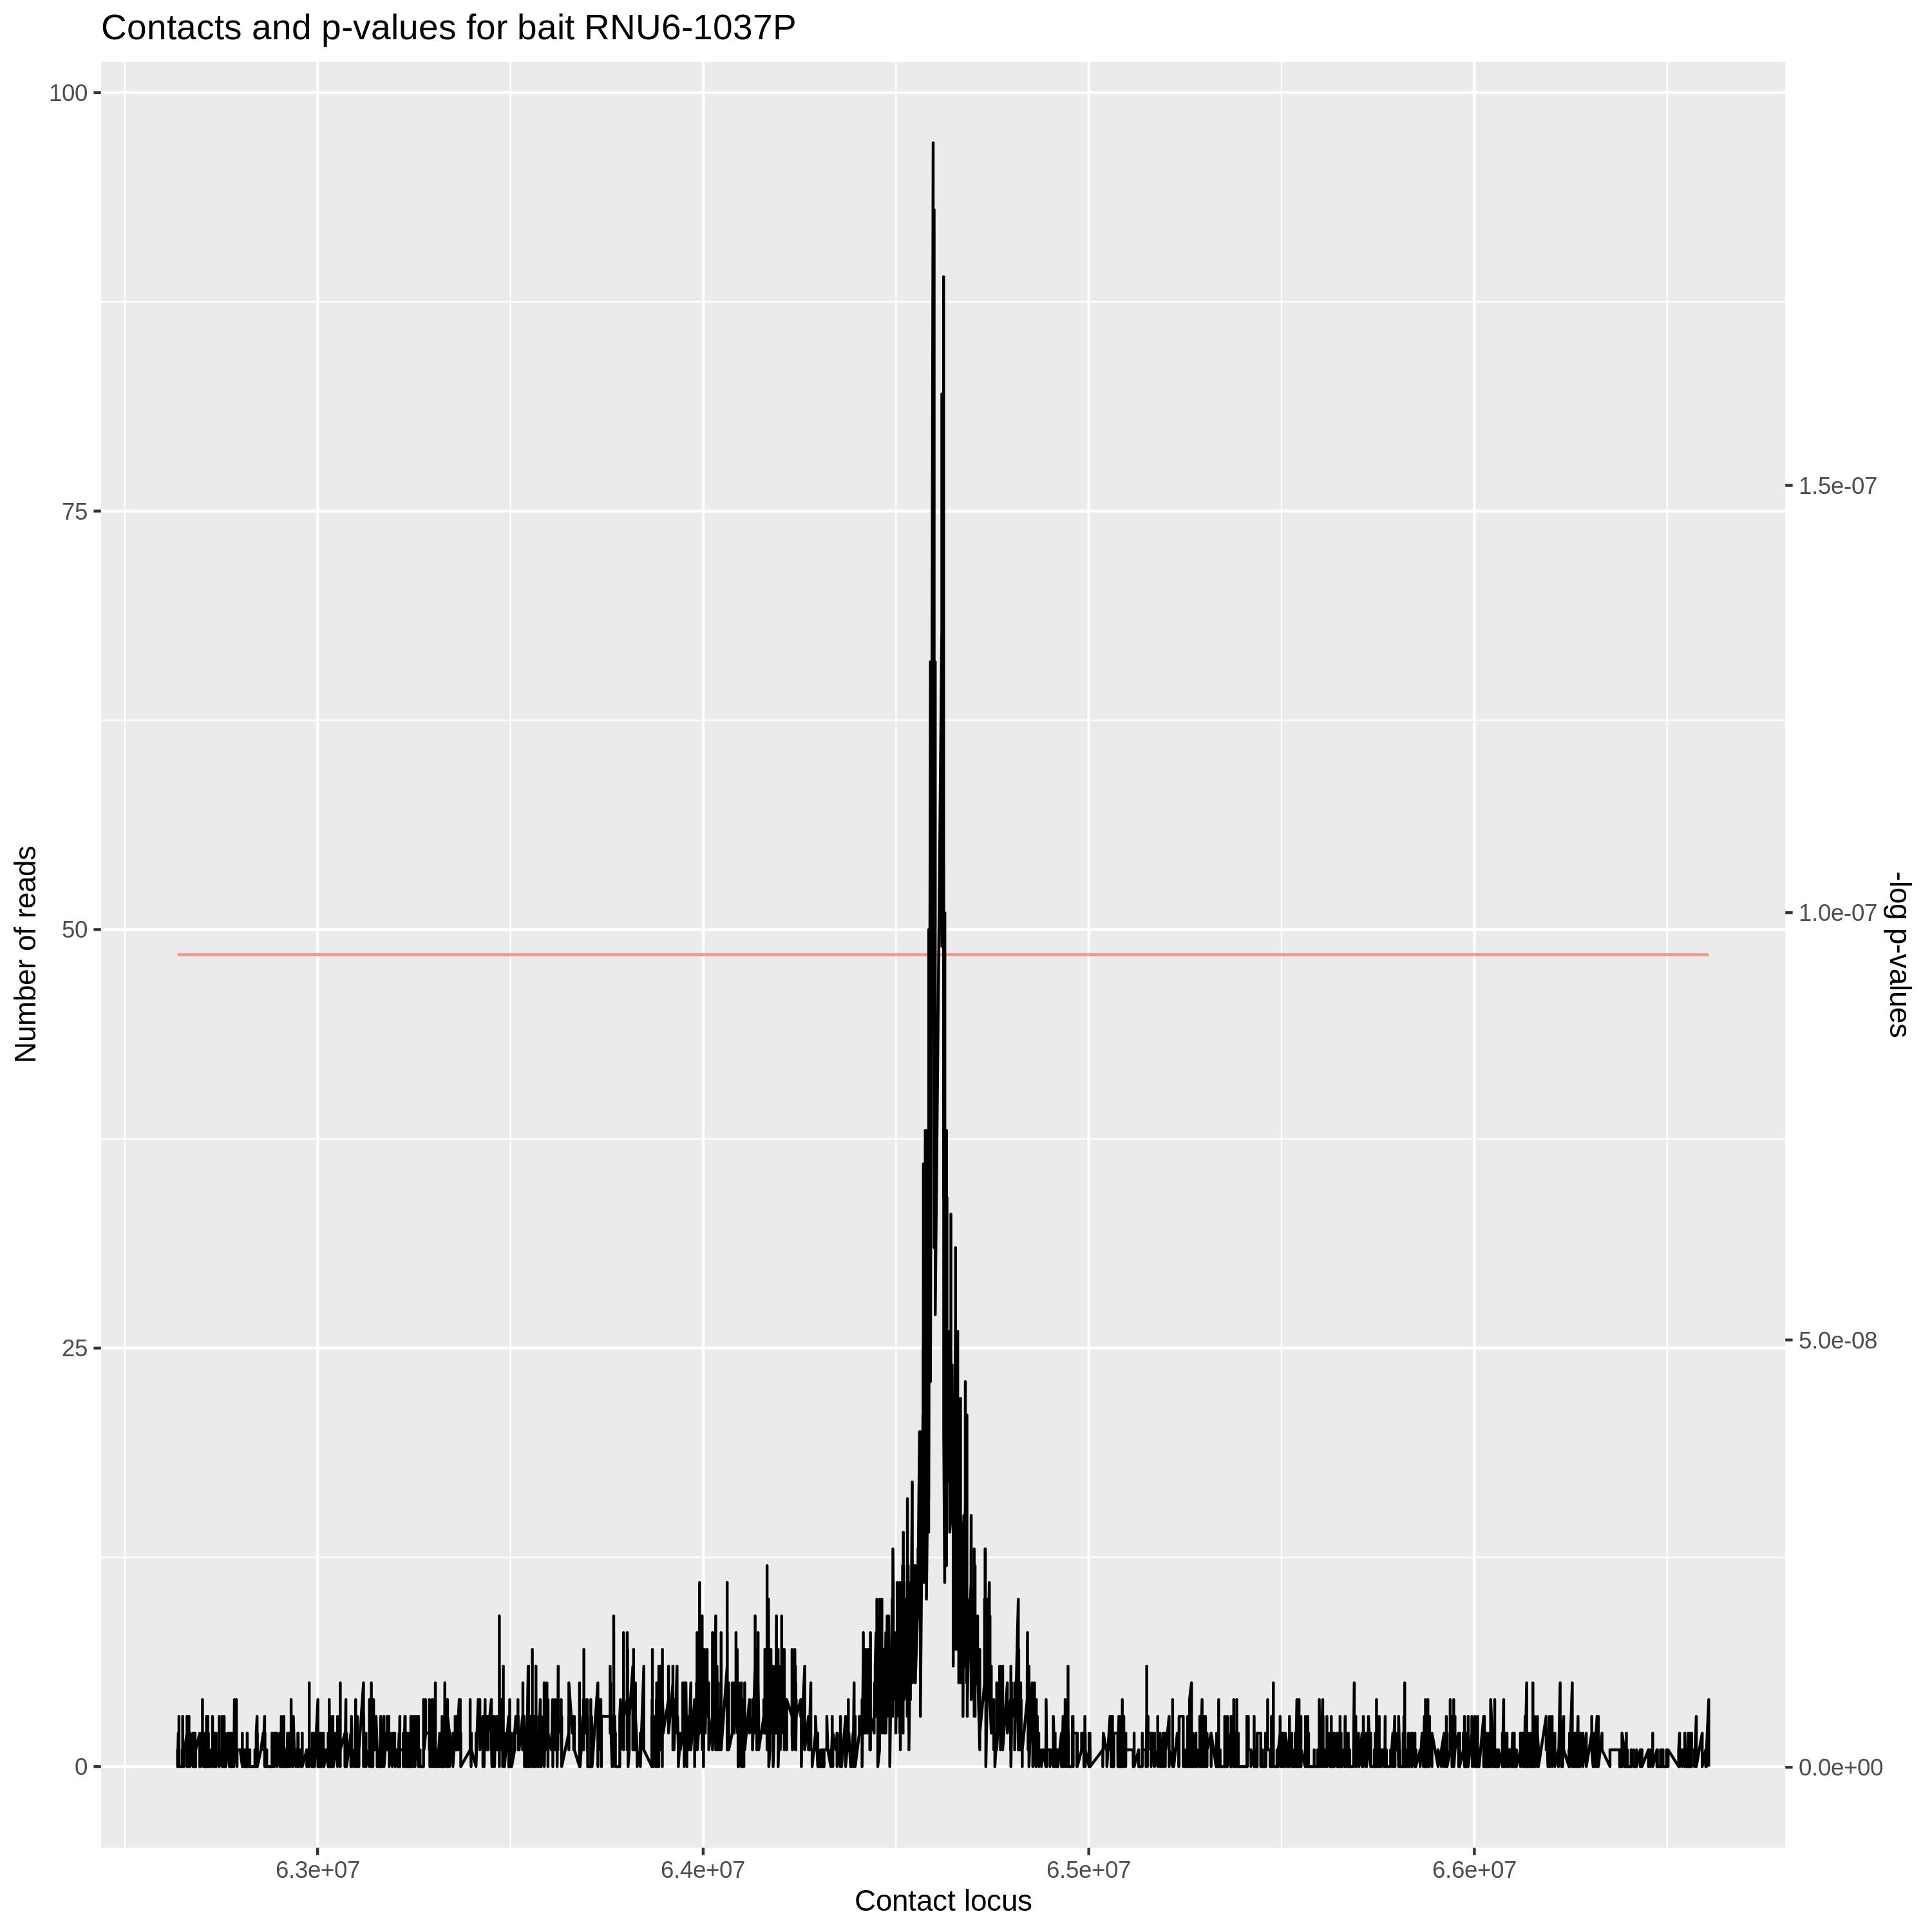 Contacts and p-values for bait RNU6-1037P
100
75
50
25
0
Number of reads
1.5e-07
1.0e-07
5.0e-08
0.0e+00
-log p-values
6.3e+07
6.4e+07
6.5e+07
6.6e+07
Contact locus